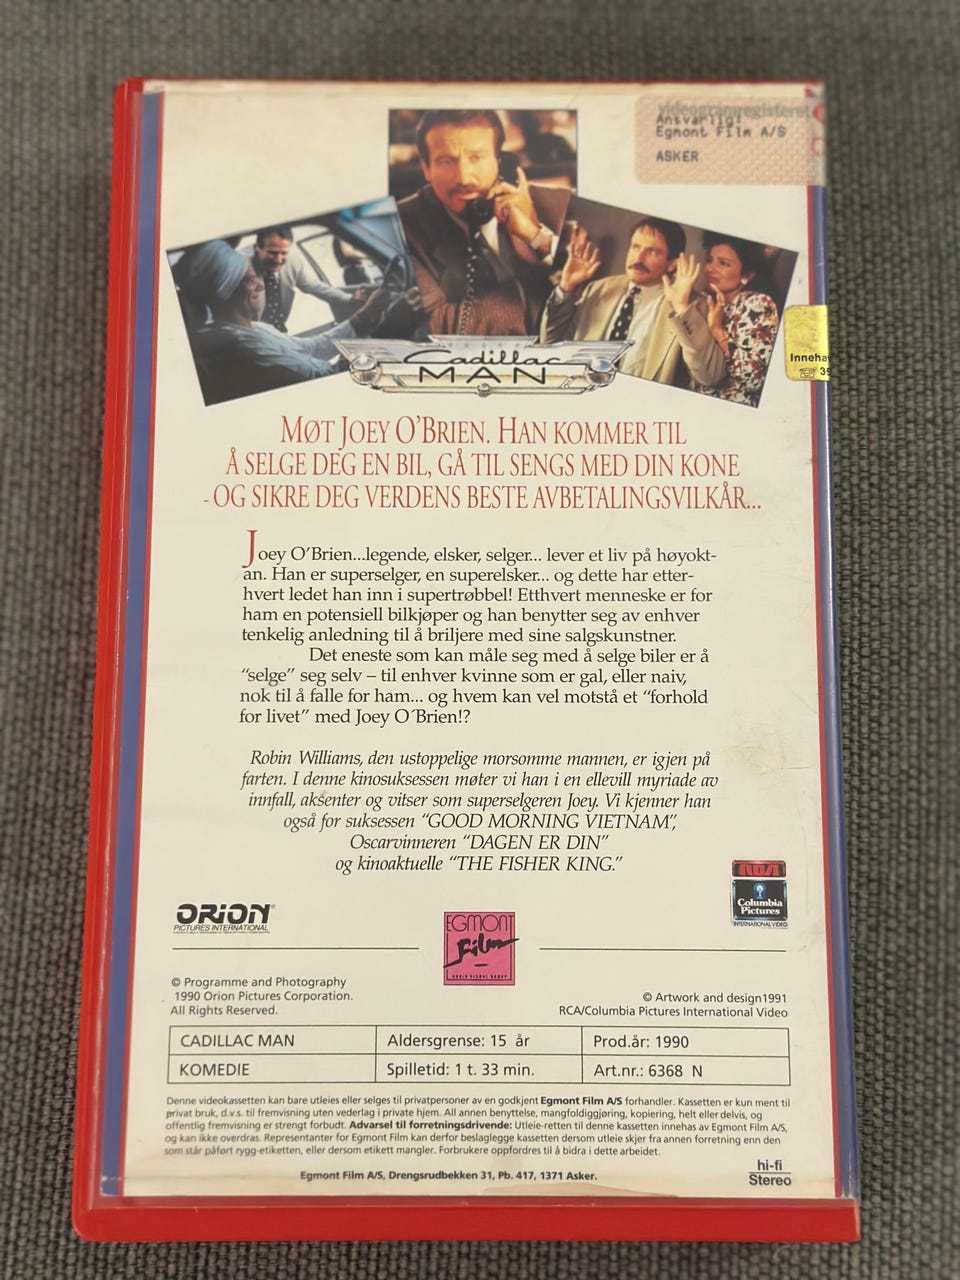 videogramregisteret
Ansvarlig:
Egmont Film A/S
ASKER
Cadillac
MAN
Inneha
35
MØT JOEY O'BRIEN. HAN KOMMER TIL
Å SELGE DEG EN BIL, GÅ TIL SENGS MED DIN KONE
- OG SIKRE DEG VERDENS BESTE AVBETALINGSVILKÅR...
Joey O'Brien...legende, elsker, selger... lever et liv på høyokt-
an. Han er superselger, en superelsker... og dette har etter-
hvert ledet han inn i supertrøbbel! Etthvert menneske er for
ham en potensiell bilkjøper og han benytter seg av enhver
tenkelig anledning til å briljere med sine salgskunstner.
Det eneste som kan måle seg med å selge biler er å
"selge" seg selv – til enhver kvinne som er gal, eller naiv,
nok til å falle for ham... og hvem kan vel motstå et "forhold
for livet" med Joey O´Brien!?
Robin Williams, den ustoppelige morsomme mannen, er igjen på
farten. I denne kinosuksessen møter vi han i en ellevill myriade av
innfall, aksenter og vitser som superselgeren Joey. Vi kjenner han
også for suksessen "GOOD MORNING VIETNAM",
Oscarvinneren "DAGEN ER DIN"
og kinoaktuelle "THE FISHER KING."
ORION
PICTURES INTERNATIONAL
EGMONT
Film
RCA
Columbia
Pictures
INTERNATIONAL VIDEO
© Programme and Photography
1990 Orion Pictures Corporation.
All Rights Reserved.
© Artwork and design1991
RCA/Columbia Pictures International Video
CADILLAC MAN Aldersgrense: 15 år Prod.år: 1990
KOMEDIE Spilletid: 1 t. 33 min. Art.nr.: 6368 N
Denne videokassetten kan bare utleies eller selges til privatpersoner av en godkjent Egmont Film A/S forhandler. Kassetten er kun ment til
privat bruk, d.v.s. til fremvisning uten vederlag i private hjem. All annen benyttelse, mangfoldiggjøring, kopiering, helt eller delvis, og
offentlig fremvisning er strengt forbudt. Advarsel til forretningsdrivende: Utleie-retten til denne kassetten innehas av Egmont Film A/S,
og kan ikke overdras. Representanter for Egmont Film kan derfor beslaglegge kassetten dersom utleie skjer fra annen forretning enn den
som står påført rygg-etiketten, eller dersom etikett mangler. Forbrukere oppfordres til å bidra i dette arbeidet.
Egmont Film A/S, Drengsrudbekken 31, Pb. 417, 1371 Asker.
hi-fi
Stereo